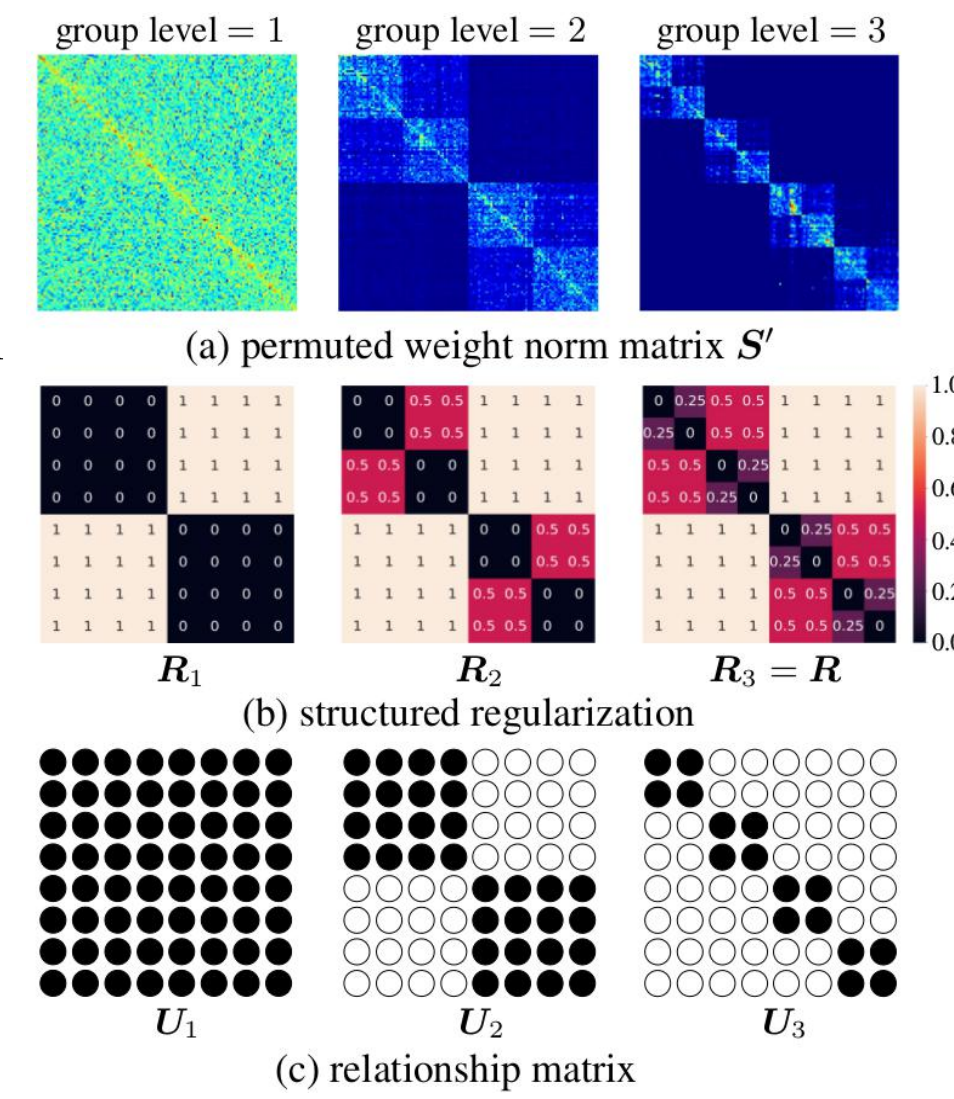 group level = 1 group level = 2 group level = 3
(a) permuted weight norm matrix S′
0 0 0 0 1 1 1 1 0 0 0.5 0.5 1 1 1 1 0 0.25 0.5 0.5 1 1 1 1 1.0
0 0 0 0 1 1 1 1 0 0 0.5 0.5 1 1 1 1 0.25 0 0.5 0.5 1 1 1 1 0.8
0 0 0 0 1 1 1 1 0.5 0.5 0 0 1 1 1 1 0.5 0.5 0 0.25 1 1 1 1 0.6
0 0 0 0 1 1 1 1 0.5 0.5 0 0 1 1 1 1 0.5 0.5 0.25 0 1 1 1 1
1 1 1 1 0 0 0 0 1 1 1 1 0 0 0.5 0.5 1 1 1 1 0 0.25 0.5 0.5 0.4
1 1 1 1 0 0 0 0 1 1 1 1 0 0 0.5 0.5 1 1 1 1 0.25 0 0.5 0.5
1 1 1 1 0 0 0 0 1 1 1 1 0.5 0.5 0 0 1 1 1 1 0.5 0.5 0 0.25 0.2
1 1 1 1 0 0 0 0 1 1 1 1 0.5 0.5 0 0 1 1 1 1 0.5 0.5 0.25 0 0.0
R₁ R₂ R₃ = R
(b) structured regularization
U₁ U₂ U₃
(c) relationship matrix